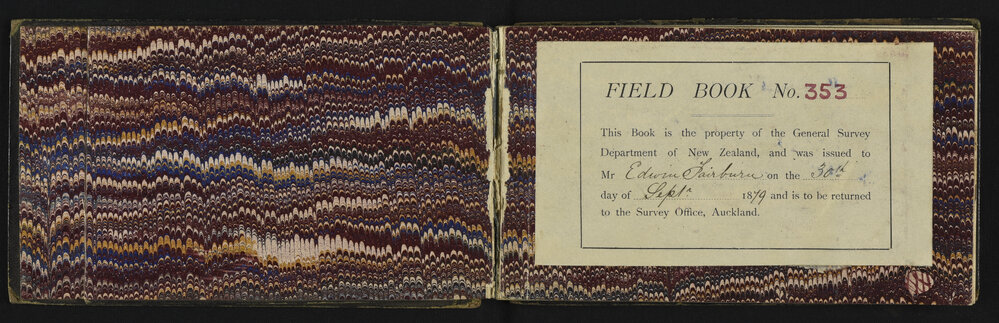 FIELD BOOK No. 353
This Book is the property of the General Survey
Department of New Zealand, and was issued to
Mr Edwin Fairburn on the 30th
day of Septr 1879 and is to be returned
to the Survey Office, Auckland.